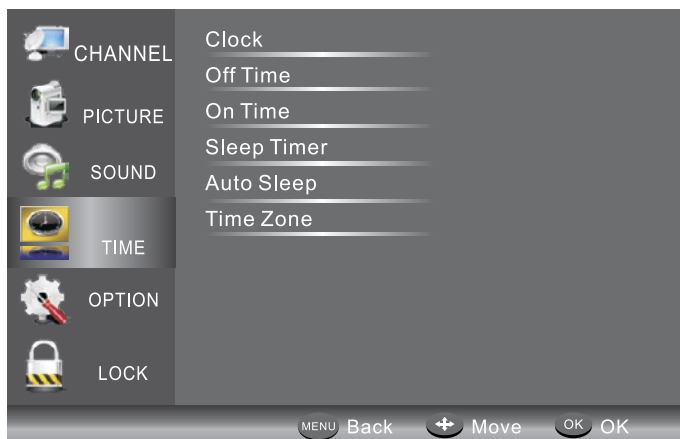 CHANNEL
PICTURE
SOUND
TIME
OPTION
LOCK
Clock
Off Time
On Time
Sleep Timer
Auto Sleep
Time Zone
MENU Back OK OK
Move